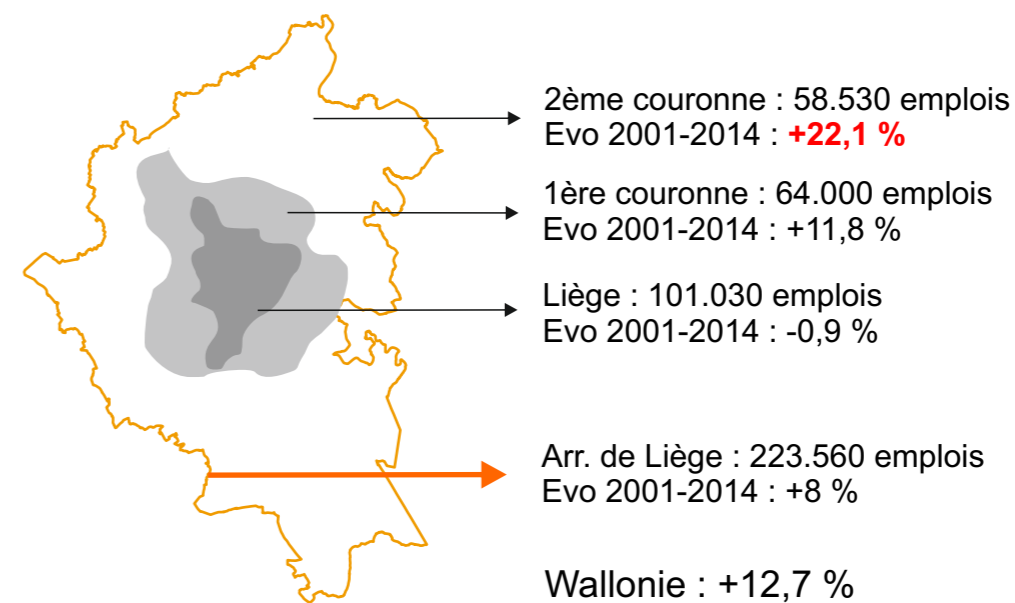 2ème couronne : 58.530 emplois
Evo 2001-2014 : +22,1 %
1ère couronne : 64.000 emplois
Evo 2001-2014 : +11,8 %
Liège : 101.030 emplois
Evo 2001-2014 : -0,9 %
Arr. de Liège : 223.560 emplois
Evo 2001-2014 : +8 %
Wallonie : +12,7 %